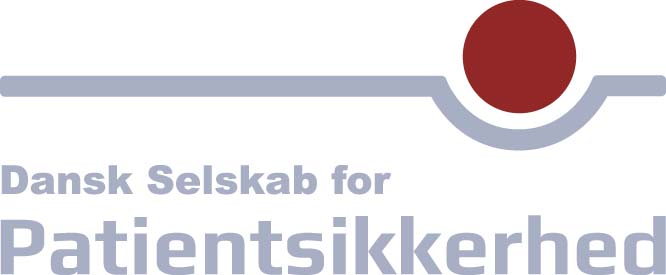 Dansk Selskab for
Patientsikkerhed